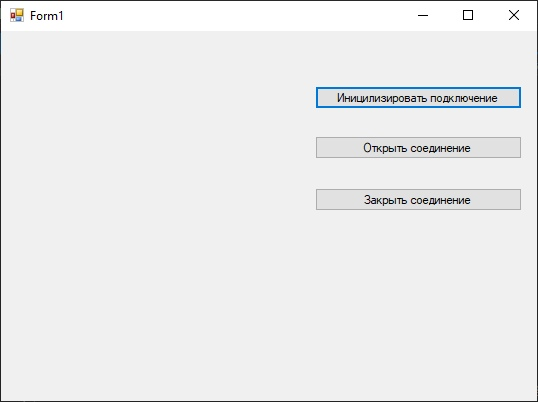 Form1
Иницилизировать подключение
Открыть соединение
Закрыть соединение